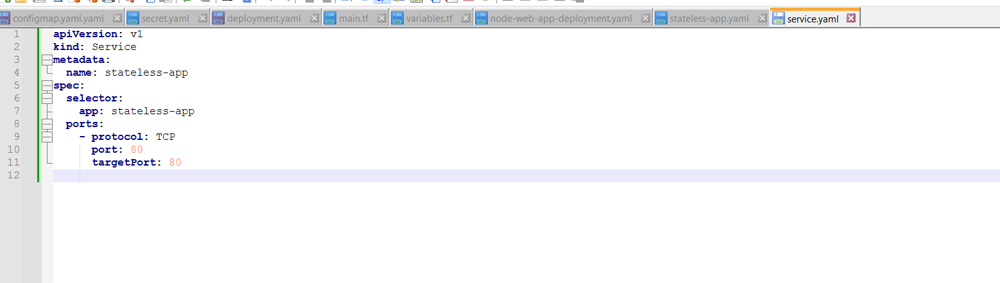 configmap.yaml.yaml secret.yaml deployment.yaml main.tf variables.tf node-web-app-deployment.yaml stateless-app.yaml service.yaml
1 apiVersion: v1
2 kind: Service
3 metadata:
4   name: stateless-app
5 spec:
6   selector:
7     app: stateless-app
8   ports:
9     - protocol: TCP
10       port: 80
11       targetPort: 80
12